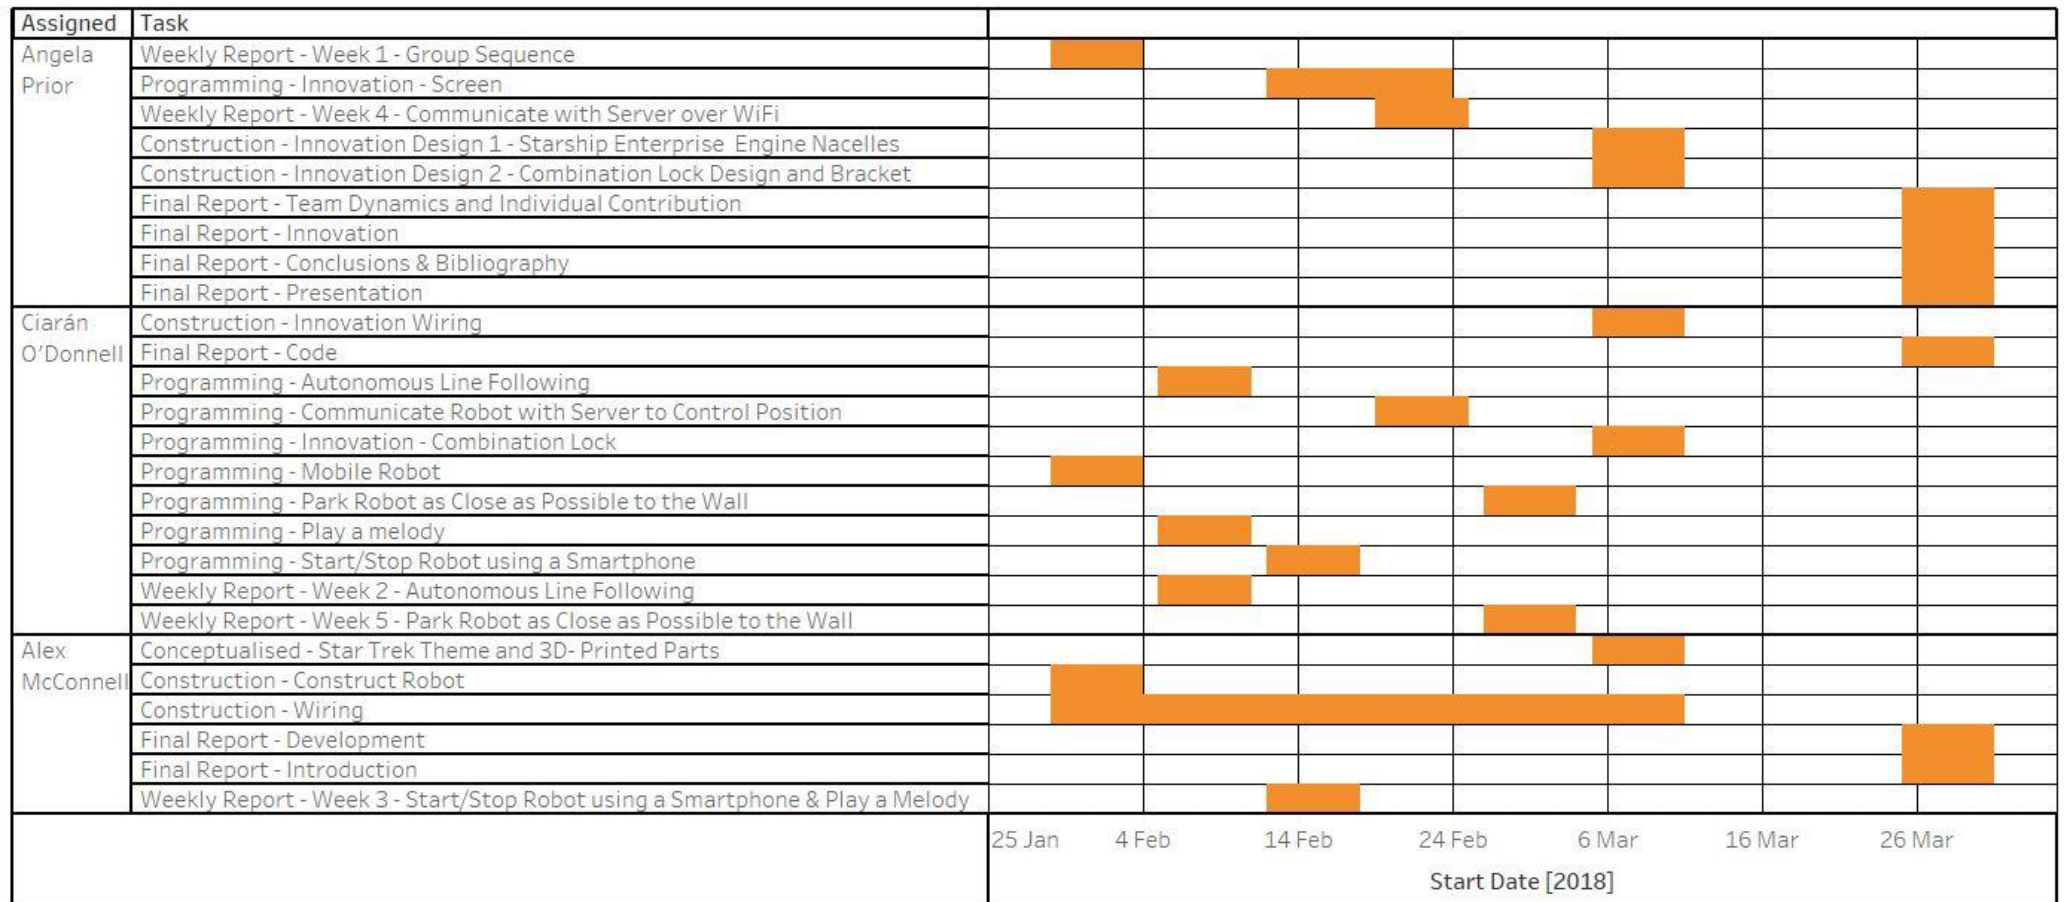 Assigned Task
Angela Weekly Report - Week 1 - Group Sequence
Prior Programming - Innovation - Screen
Weekly Report - Week 4 - Communicate with Server over WiFi
Construction - Innovation Design 1 - Starship Enterprise Engine Nacelles
Construction - Innovation Design 2 - Combination Lock Design and Bracket
Final Report - Team Dynamics and Individual Contribution
Final Report - Innovation
Final Report - Conclusions & Bibliography
Final Report - Presentation
Ciarán Construction - Innovation Wiring
O'Donnell Final Report - Code
Programming - Autonomous Line Following
Programming - Communicate Robot with Server to Control Position
Programming - Innovation - Combination Lock
Programming - Mobile Robot
Programming - Park Robot as Close as Possible to the Wall
Programming - Play a melody
Programming - Start/Stop Robot using a Smartphone
Weekly Report - Week 2 - Autonomous Line Following
Weekly Report - Week 5 - Park Robot as Close as Possible to the Wall
Alex Conceptualised - Star Trek Theme and 3D- Printed Parts
McConnell Construction - Construct Robot
Construction - Wiring
Final Report - Development
Final Report - Introduction
Weekly Report - Week 3 - Start/Stop Robot using a Smartphone & Play a Melody
25 Jan 4 Feb 14 Feb 24 Feb 6 Mar 16 Mar 26 Mar
Start Date [2018]